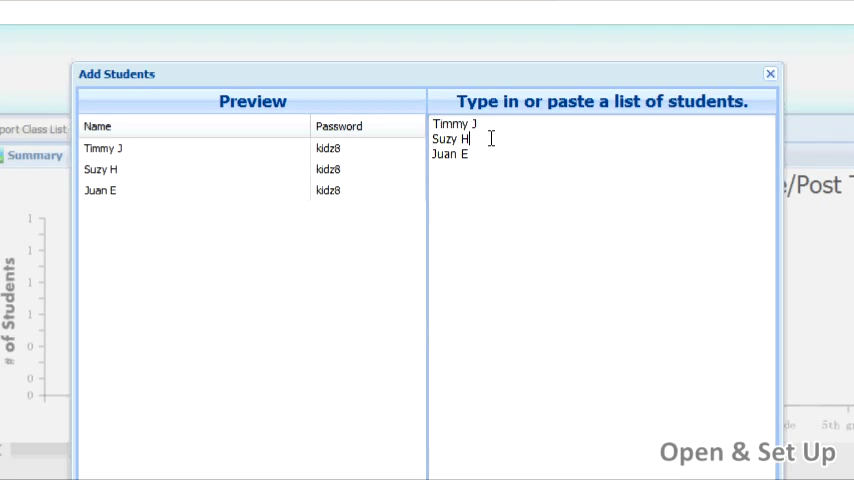 Add Students
Preview
Type in or paste a list of students.
port Class List
Name
Password
Timmy J
kidz8
Suzy H
kidz8
Juan E
kidz8
Timmy J
Suzy H
Juan E
Summary
e/Post T
# of Students
1
1
1
1
0
0
0
de
5th gr
Open & Set Up